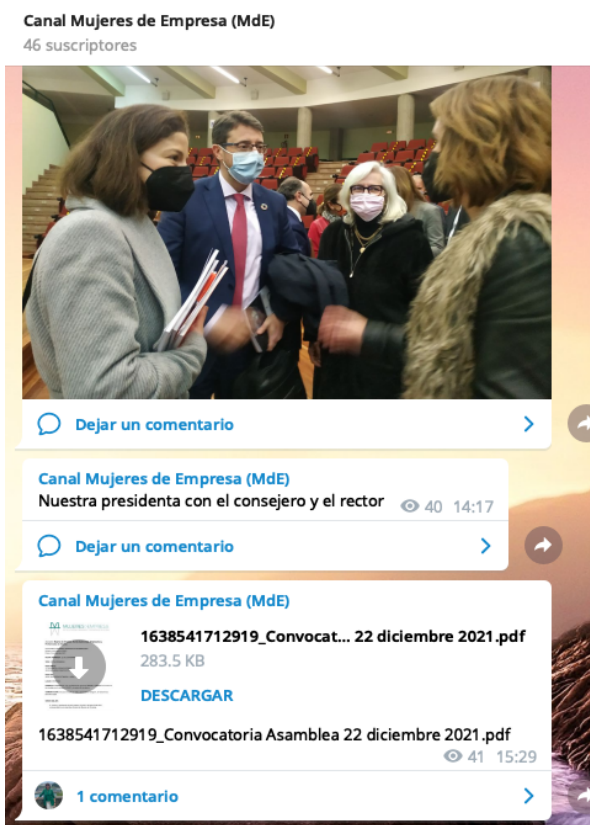 Canal Mujeres de Empresa (MdE)
46 suscriptores
Dejar un comentario
Canal Mujeres de Empresa (MdE)
Nuestra presidenta con el consejero y el rector 40 14:17
Dejar un comentario
Canal Mujeres de Empresa (MdE)
1638541712919_Convocat... 22 diciembre 2021.pdf
283.5 KB
DESCARGAR
1638541712919_Convocatoria Asamblea 22 diciembre 2021.pdf
41 15:29
1 comentario